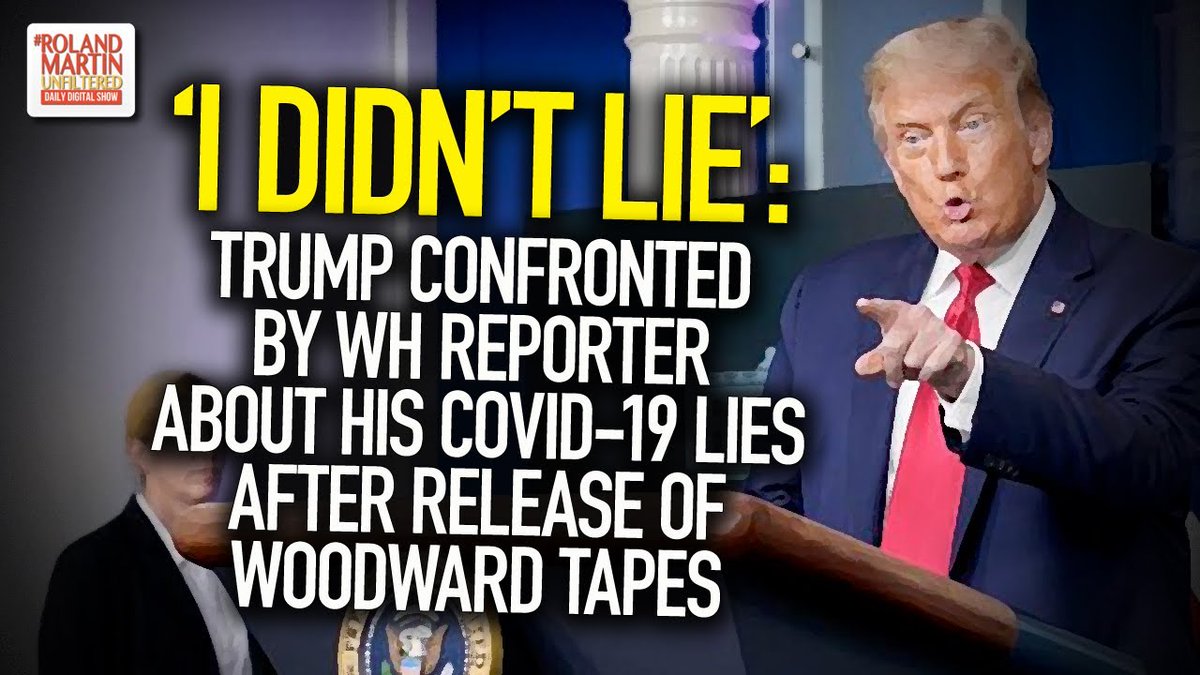 #ROLAND
MARTIN
UNFILTERED
DAILY DIGITAL SHOW
'I DIDN'T LIE':
TRUMP CONFRONTED
BY WH REPORTER
ABOUT HIS COVID-19 LIES
AFTER RELEASE OF
WOODWARD TAPES